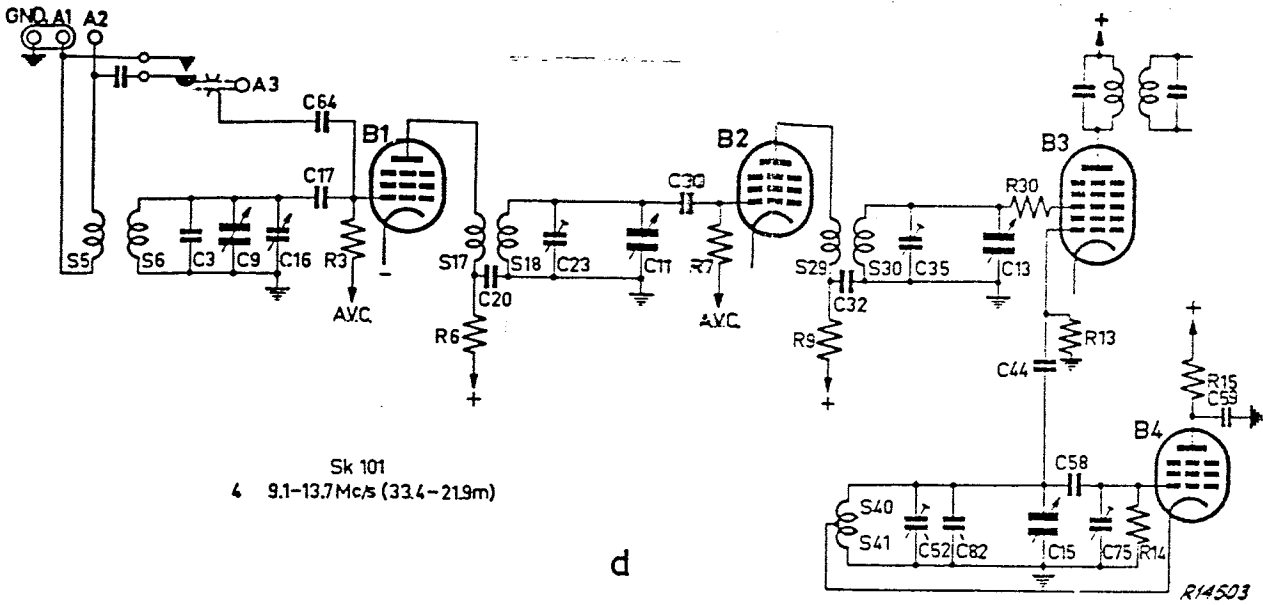 GND. A1 A2
A3
C64
B1
B2
B3
C17
C30
R30
S5
S6
C3
C9
C16
R3
S17
S18
C23
C11
R7
S29
S30
C35
C13
C20
C32
A.V.C.
A.V.C.
R6
R9
R13
C44
R15
C59
B4
Sk 101
4 9.1-13.7 Mc/s (33.4-21.9m)
C58
S40
S41
C52
C82
C15
C75
R14
d
R14503